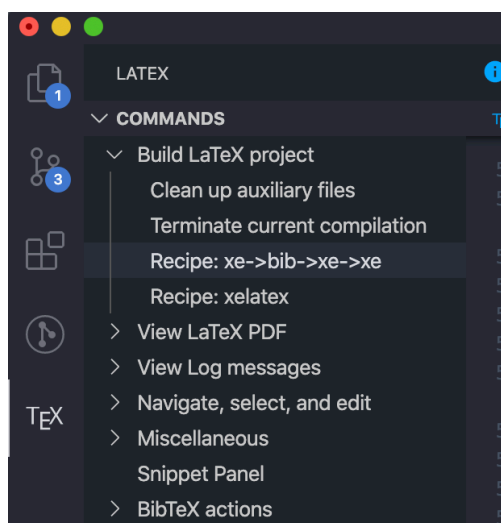 LATEX
COMMANDS
1
Build LaTeX project
Clean up auxiliary files
3
Terminate current compilation
Recipe: xe->bib->xe->xe
Recipe: xelatex
View LaTeX PDF
View Log messages
TEX
Navigate, select, and edit
Miscellaneous
Snippet Panel
BibTeX actions